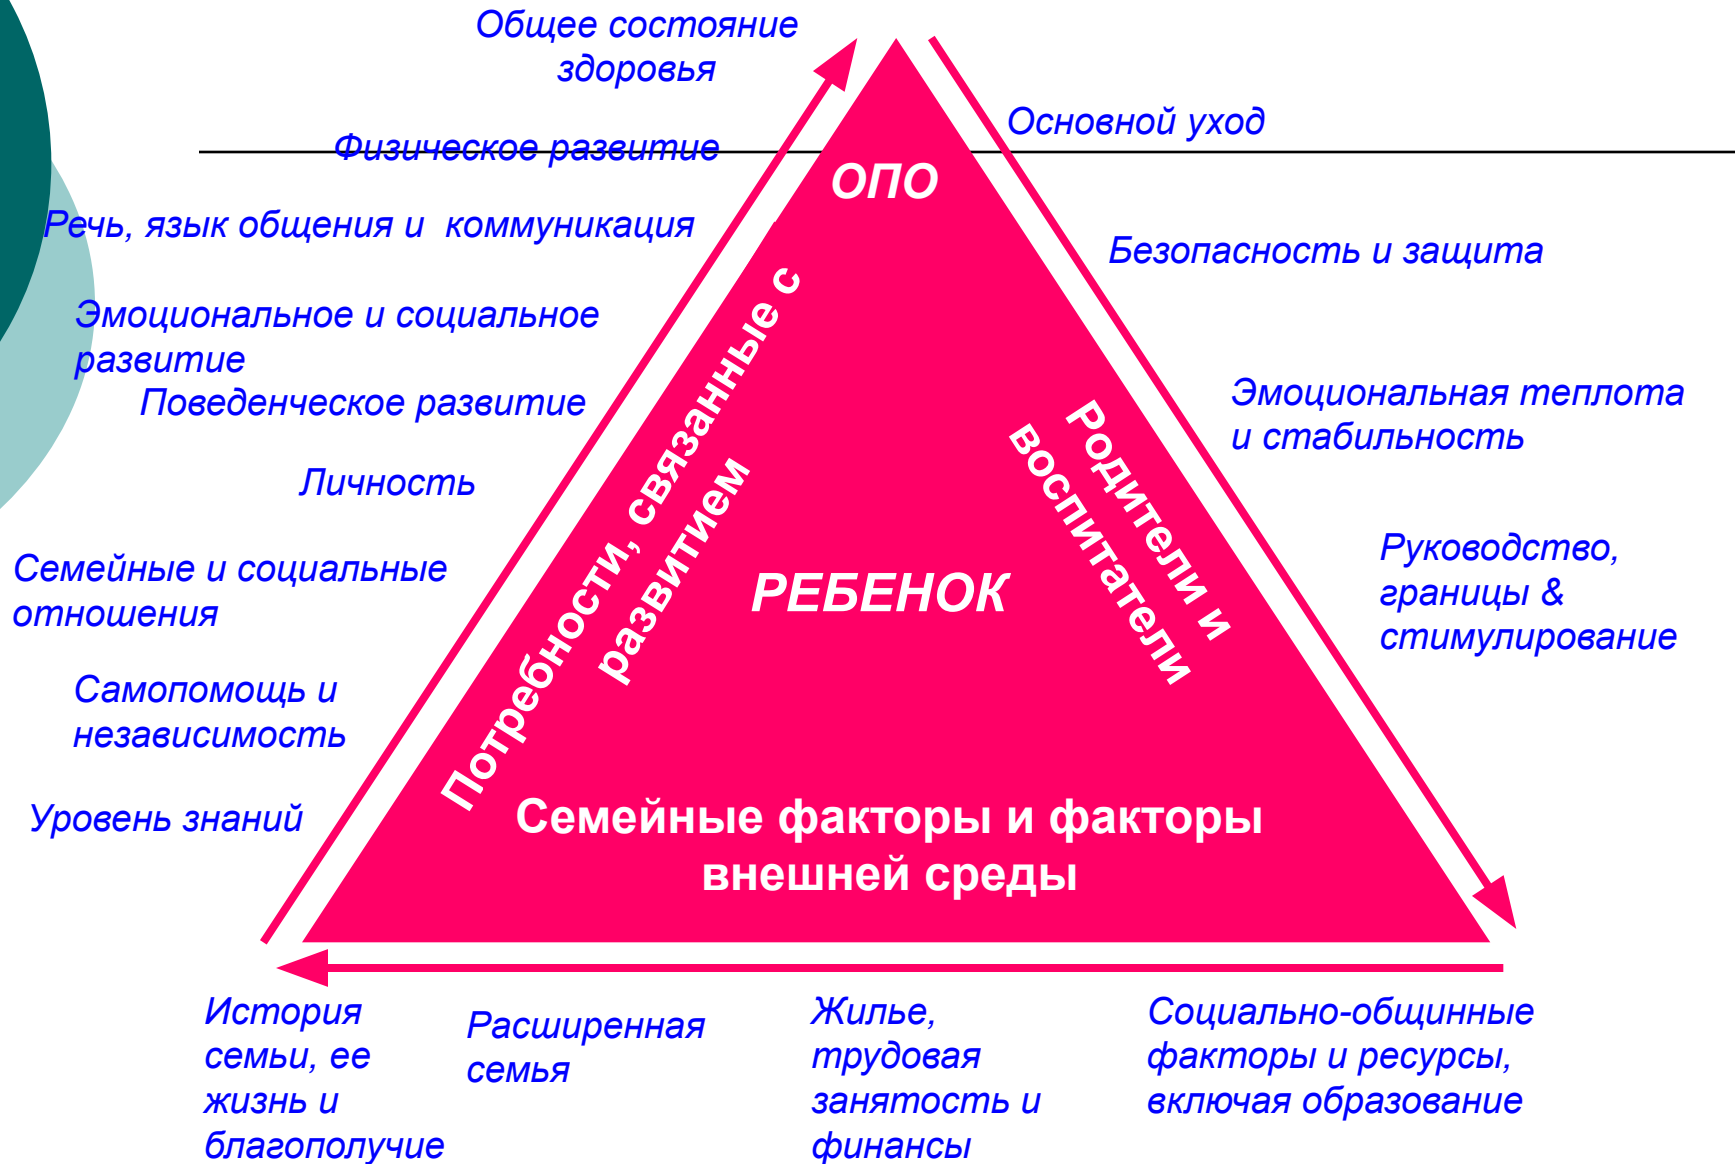 Общее состояние
здоровья
Физическое развитие
Речь, язык общения и коммуникация
Эмоциональное и социальное
развитие
Поведенческое развитие
Личность
Семейные и социальные
отношения
Самопомощь и
независимость
Уровень знаний
ОПО
Потребности, связанные с
развитием
РЕБЕНОК
Родители и
воспитатели
Семейные факторы и факторы
внешней среды
Основной уход
Безопасность и защита
Эмоциональная теплота
и стабильность
Руководство,
границы &
стимулирование
История
семьи, ее
жизнь и
благополучие
Расширенная
семья
Жилье,
трудовая
занятость и
финансы
Социально-общинные
факторы и ресурсы,
включая образование